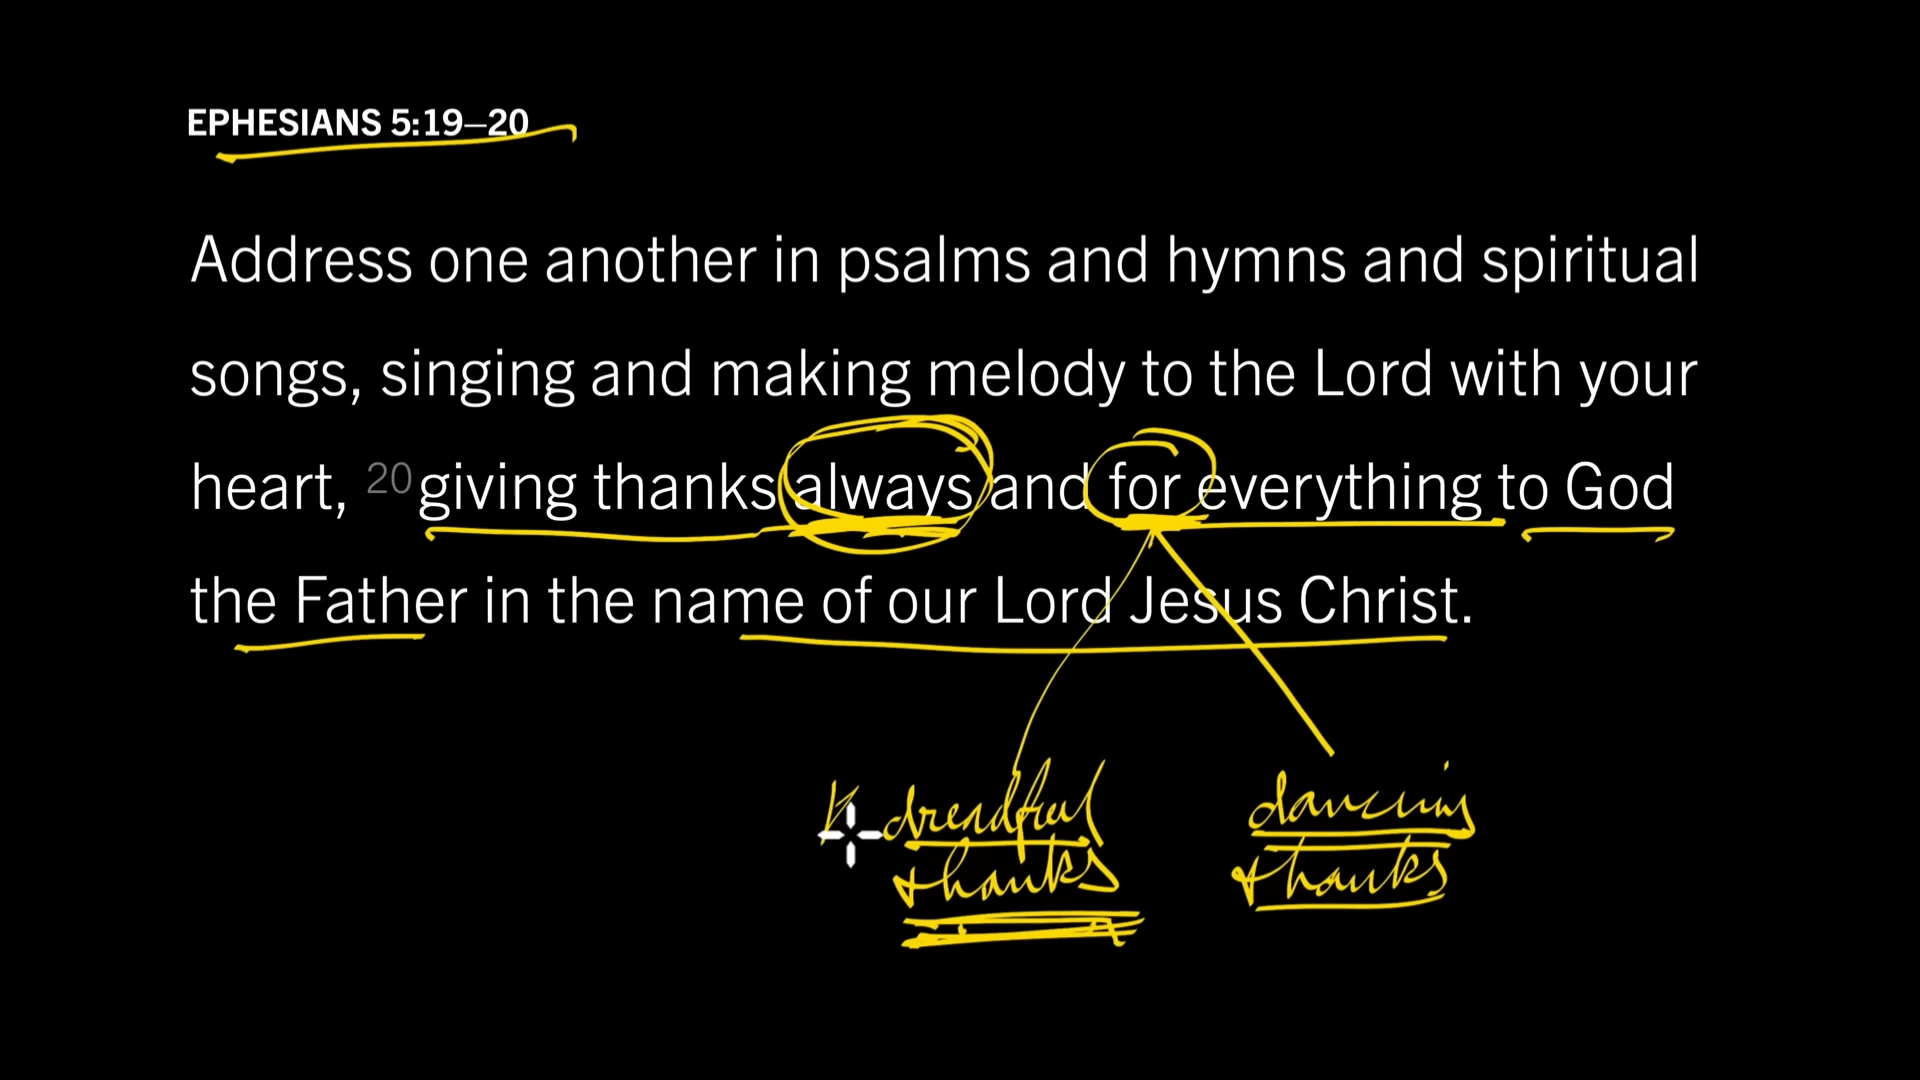 EPHESIANS 5:19–20
Address one another in psalms and hymns and spiritual
songs, singing and making melody to the Lord with your
heart, 20 giving thanks always and for everything to God
the Father in the name of our Lord Jesus Christ.
dreadful
thanks
dancing
thanks